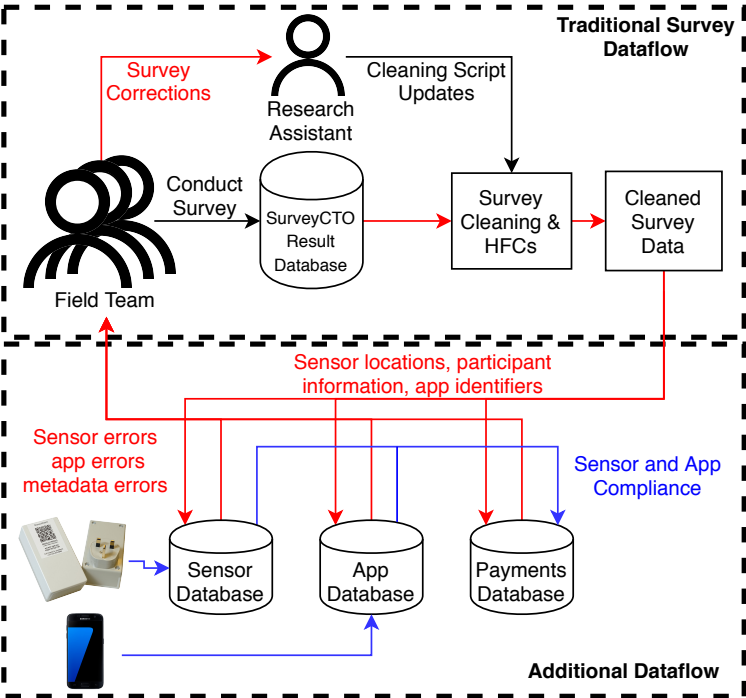 Traditional Survey
Dataflow
Survey
Corrections
Research
Assistant
Cleaning Script
Updates
Conduct
Survey
SurveyCTO
Result
Database
Survey
Cleaning &
HFCs
Cleaned
Survey
Data
Field Team
Sensor locations, participant
information, app identifiers
Sensor errors
app errors
metadata errors
Sensor and App
Compliance
Sensor
Database
App
Database
Payments
Database
Additional Dataflow